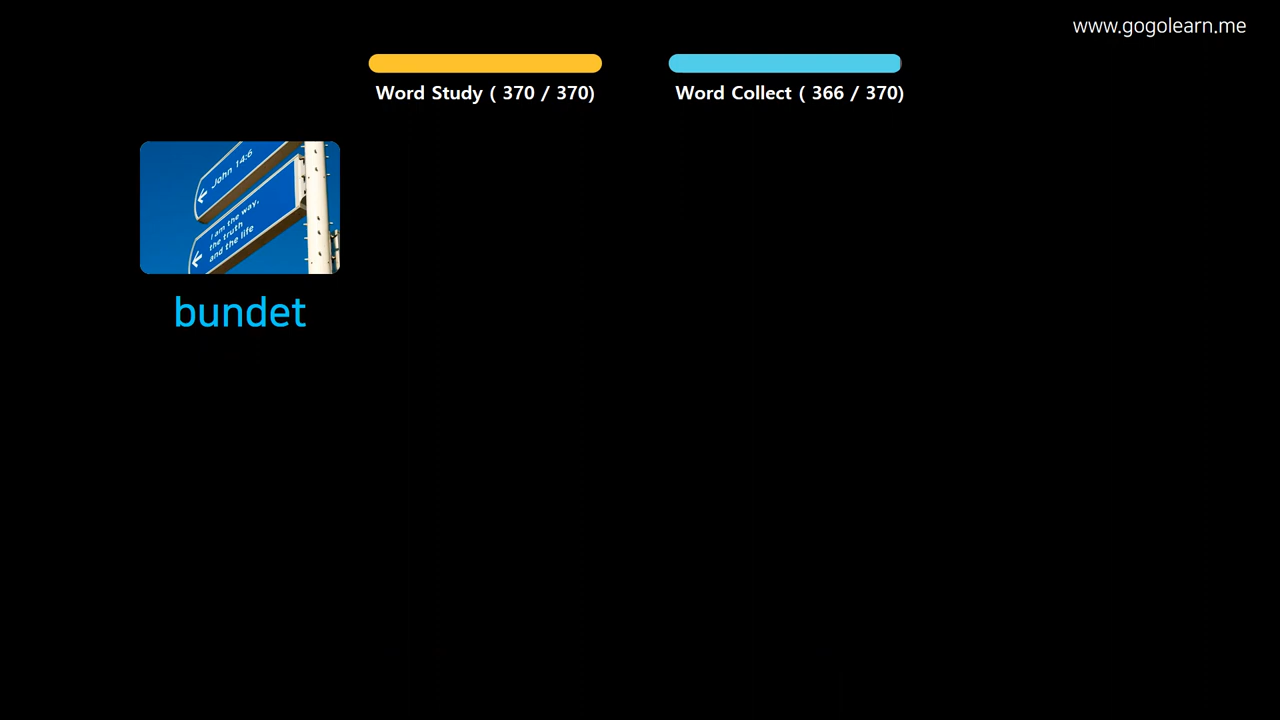 www.gogolearn.me
Word Study ( 370 / 370)
Word Collect ( 366 / 370)
John 14:6
I am the way,
the truth
and the life
bundet